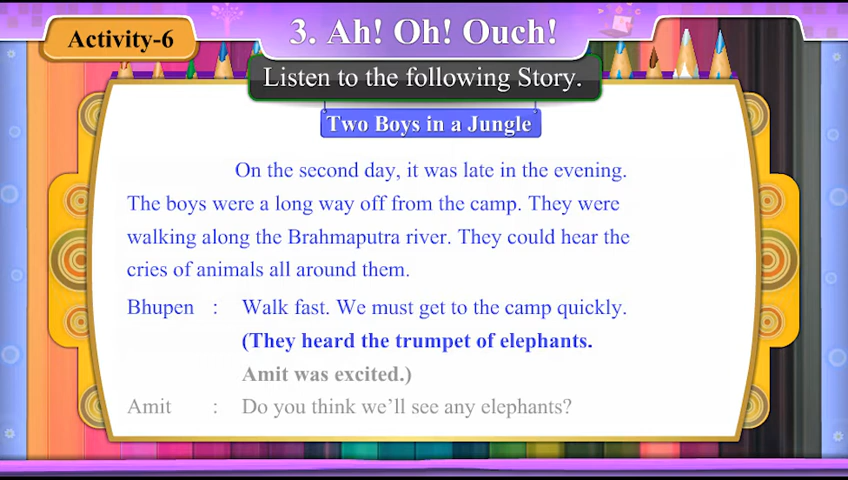 Activity-6
3. Ah! Oh! Ouch!
Listen to the following Story.
Two Boys in a Jungle
On the second day, it was late in the evening.
The boys were a long way off from the camp. They were
walking along the Brahmaputra river. They could hear the
cries of animals all around them.
Bhupen : Walk fast. We must get to the camp quickly.
(They heard the trumpet of elephants.
Amit was excited.)
Amit : Do you think we'll see any elephants?